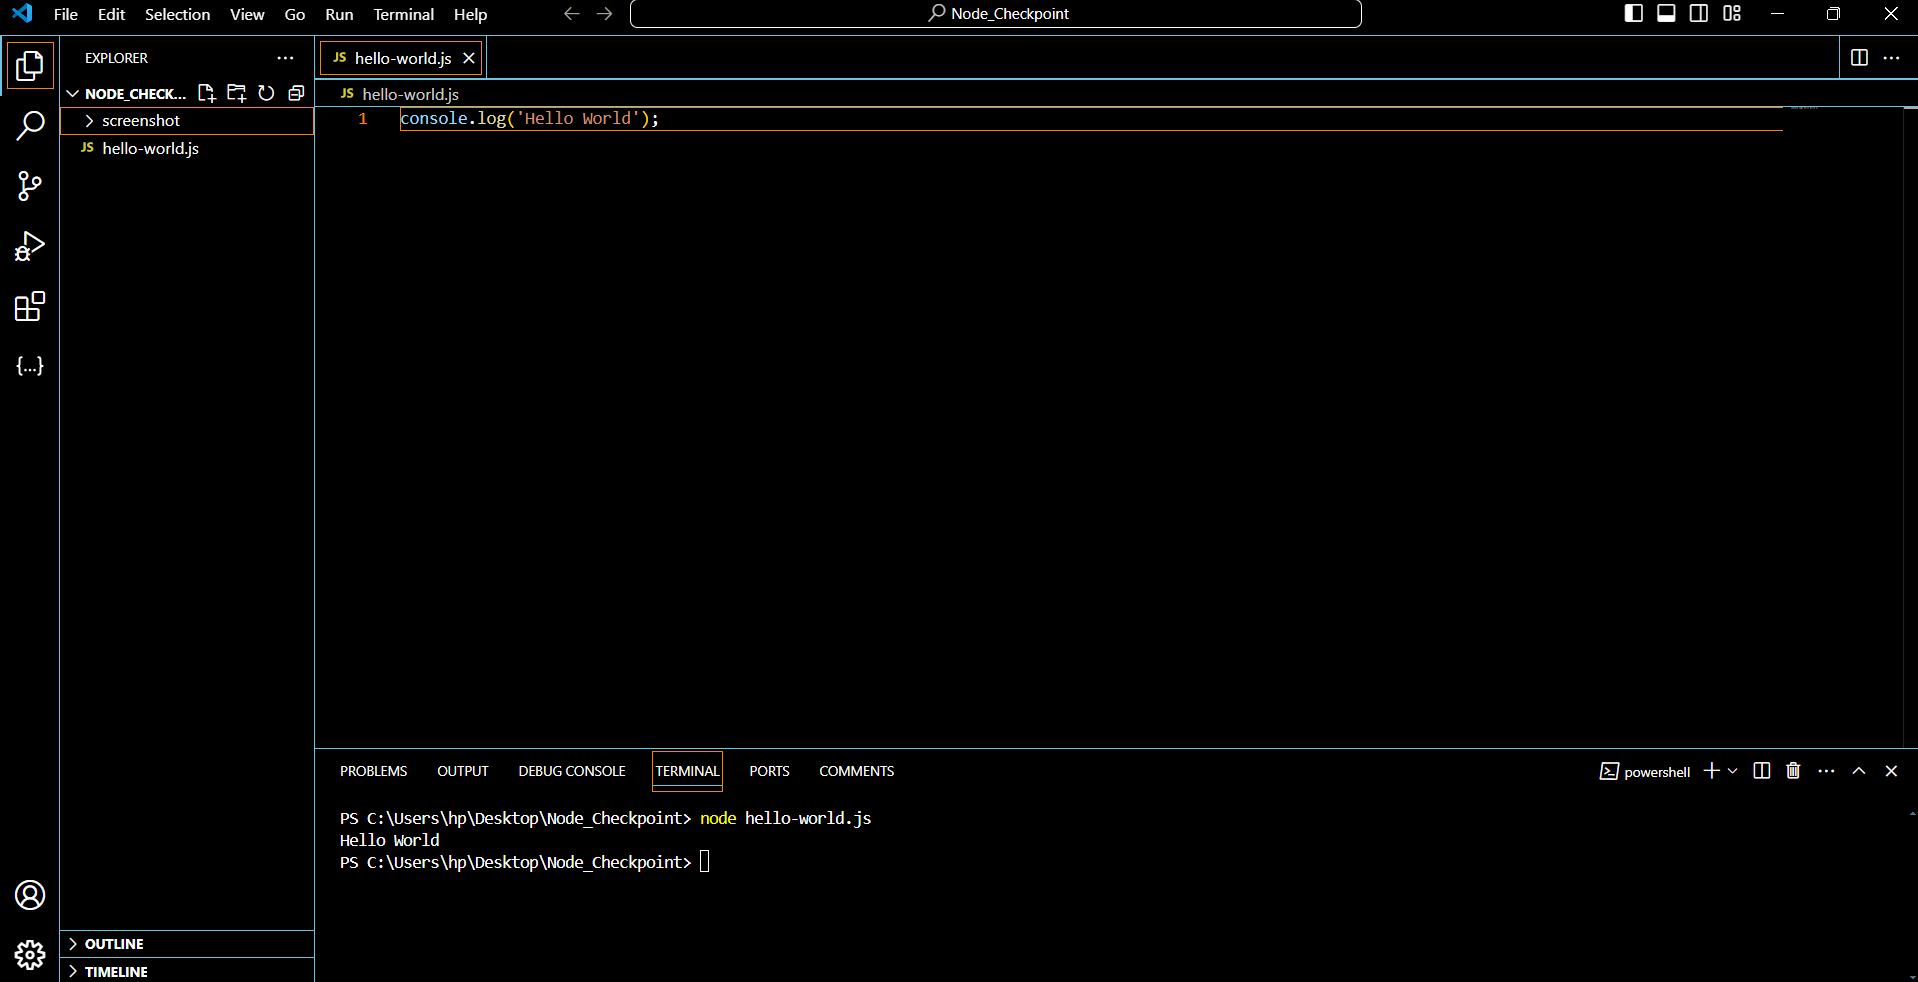 File Edit Selection View Go Run Terminal Help
Node_Checkpoint
EXPLORER
NODE_CHECK...
screenshot
JS hello-world.js
OUTLINE
TIMELINE
JS hello-world.js
JS hello-world.js
1 console.log('Hello World');
PROBLEMS OUTPUT DEBUG CONSOLE TERMINAL PORTS COMMENTS
powershell
PS C:\Users\hp\Desktop\Node_Checkpoint> node hello-world.js
Hello World
PS C:\Users\hp\Desktop\Node_Checkpoint>